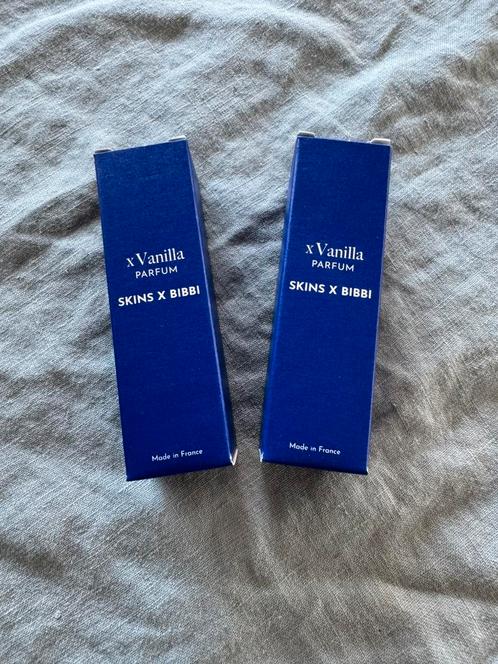 x Vanilla
PARFUM
SKINS X BIBBI
Made in France
x Vanilla
PARFUM
SKINS X BIBBI
Made in France